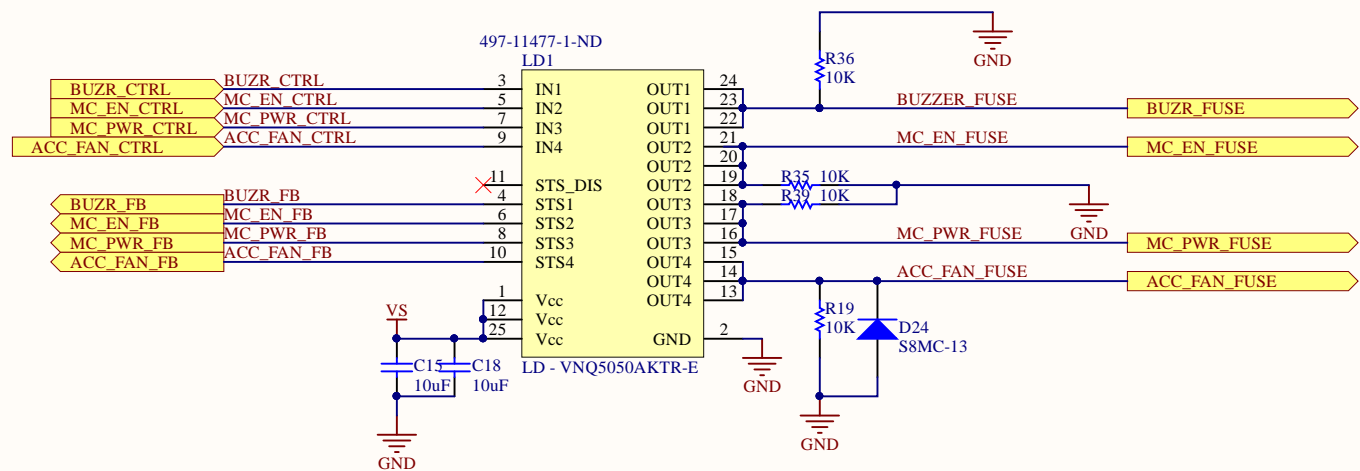 497-11477-1-ND
LD1
BUZR_CTRL
MC_EN_CTRL
MC_PWR_CTRL
ACC_FAN_CTRL
BUZR_CTRL
MC_EN_CTRL
MC_PWR_CTRL
ACC_FAN_CTRL
3 IN1
5 IN2
7 IN3
9 IN4
11 STS_DIS
BUZR_FB
MC_EN_FB
MC_PWR_FB
ACC_FAN_FB
BUZR_FB
MC_EN_FB
MC_PWR_FB
ACC_FAN_FB
4 STS1
6 STS2
8 STS3
10 STS4
1 Vcc
12 Vcc
25 Vcc
VS
C15
10uF
C18
10uF
GND
OUT1 24
OUT1 23
OUT1 22
OUT2 21
OUT2 20
OUT2 19
OUT3 18
OUT3 17
OUT3 16
OUT4 15
OUT4 14
OUT4 13
GND 2
LD - VNQ5050AKTR-E
GND
R36
10K
GND
BUZZER_FUSE
BUZR_FUSE
MC_EN_FUSE
MC_EN_FUSE
R35 10K
R39 10K
GND
MC_PWR_FUSE
MC_PWR_FUSE
ACC_FAN_FUSE
ACC_FAN_FUSE
R19
10K
D24
S8MC-13
GND